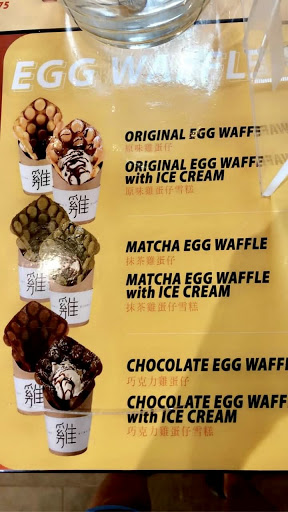 75
EGG WAFFLE
ORIGINAL EGG WAFFE
原味雞蛋仔
ORIGINAL EGG WAFFE
with ICE CREAM
原味雞蛋仔雪糕
雞
雞
MATCHA EGG WAFFLE
抹茶雞蛋仔
MATCHA EGG WAFFLE
with ICE CREAM
抹茶雞蛋仔雪糕
雞
CHOCOLATE EGG WAFF
巧克力雞蛋仔
CHOCOLATE EGG WAFF
with ICE CREAM
巧克力雞蛋仔雪糕
雞